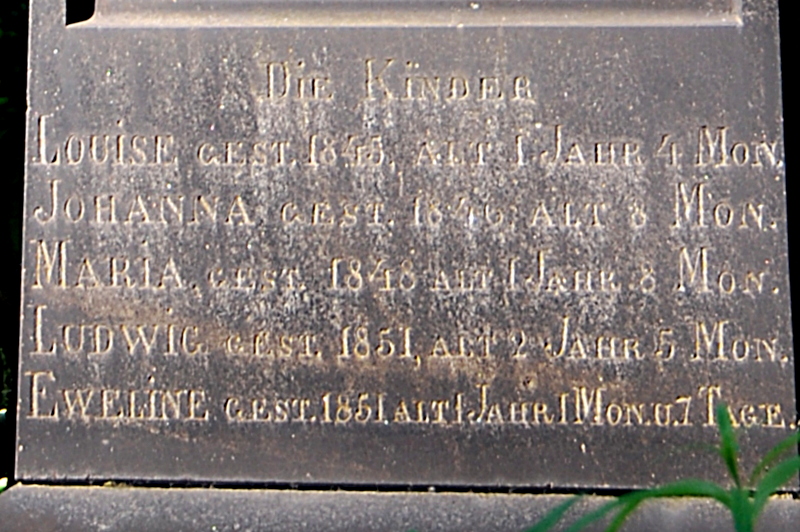 DIE KINDER
LOUISE GEST. 1845, ALT 1 JAHR 4 MON.
JOHANNA, GEST. 1846, ALT 8 MON.
MARIA, GEST. 1848 ALT 1 JAHR 8 MON.
LUDWIG GEST. 1851, ALT 2 JAHR 5 MON.
EWELINE GEST. 1851 ALT 1 JAHR 1 MON. U. 7 TAGE.